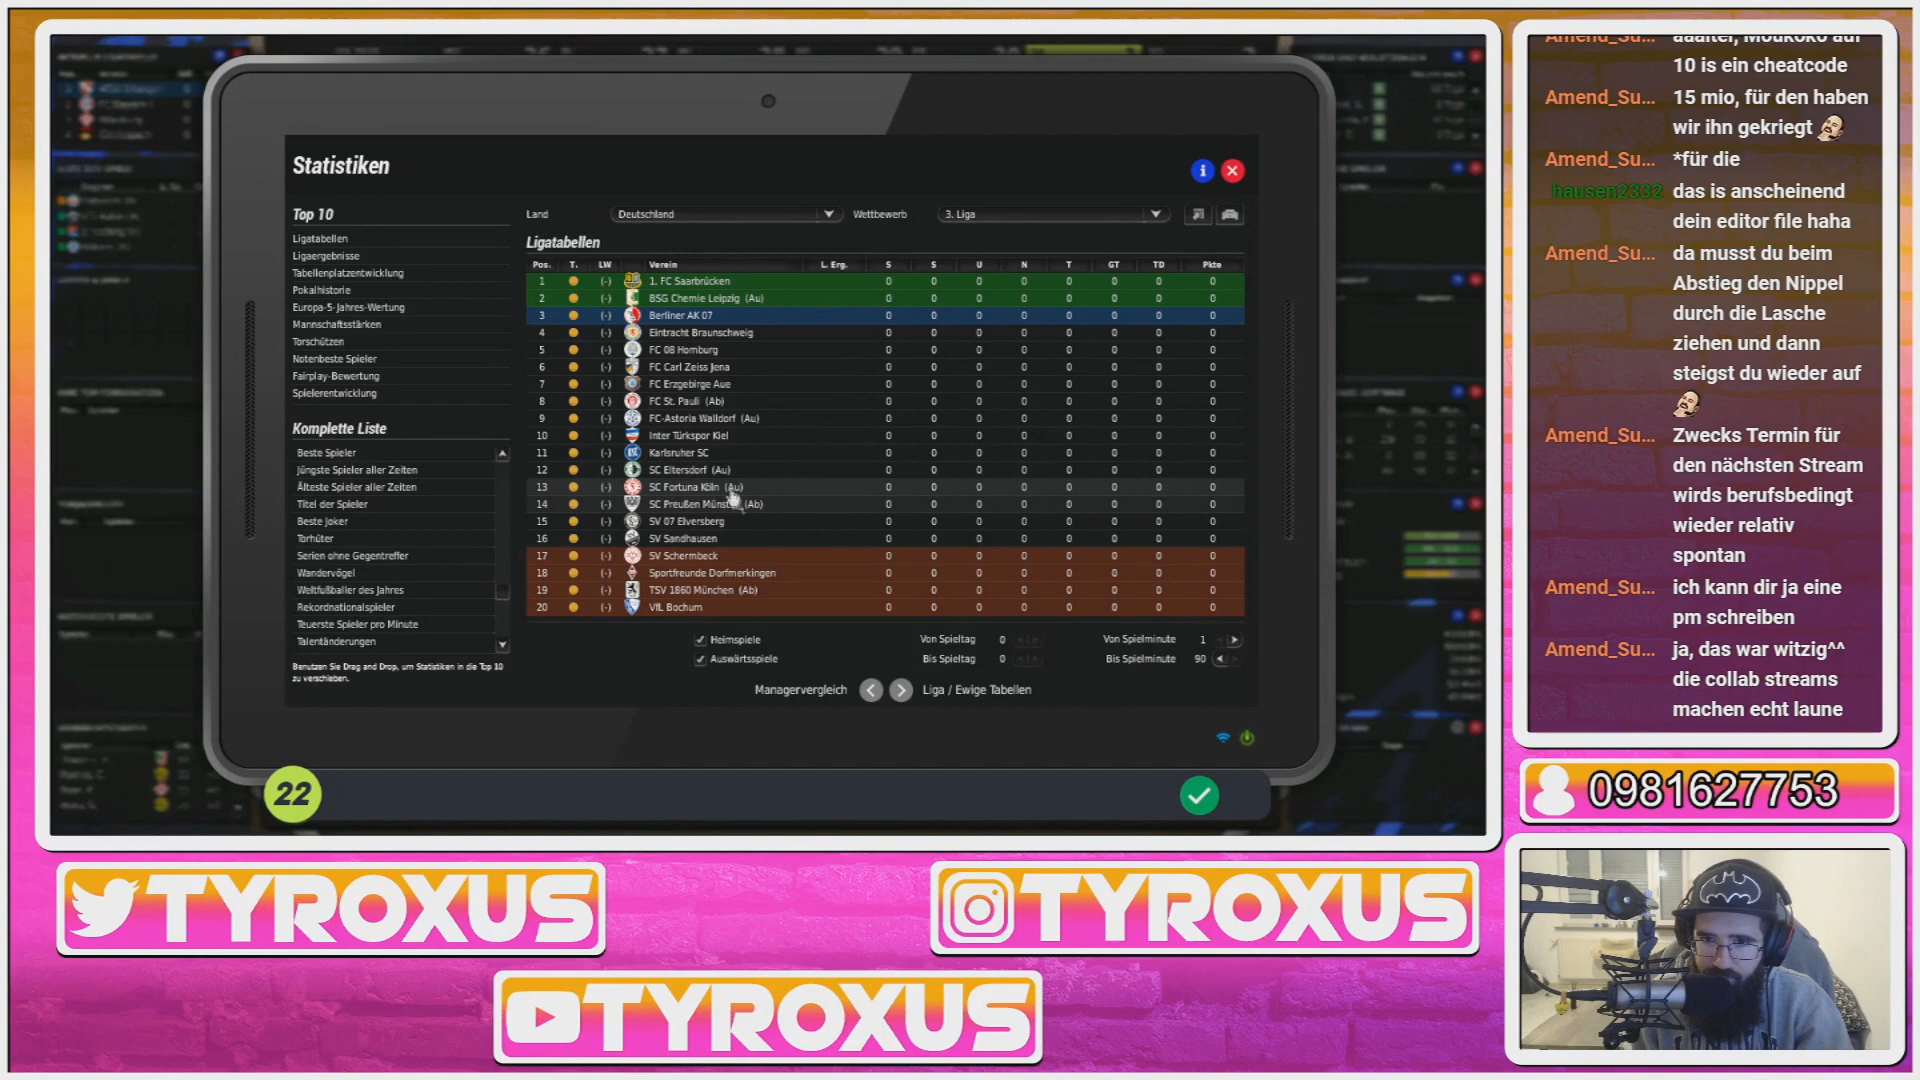 Statistiken
Top 10
Ligatabellen
Ligaergebnisse
Tabellenplatzentwicklung
Pokalhistorie
Europa-5-Jahres-Wertung
Mannschaftsstärken
Torschützen
Notenbeste Spieler
Fairplay-Bewertung
Spielerentwicklung
Komplette Liste
Beste Spieler
Jüngste Spieler aller Zeiten
Älteste Spieler aller Zeiten
Titel der Spieler
Beste Joker
Torhüter
Serien ohne Gegentreffer
Wandervögel
Weltfußballer des Jahres
Rekordnationalspieler
Teuerste Spieler pro Minute
Talentänderungen
Benutzen Sie Drag and Drop, um Statistiken in die Top 10
zu verschieben.
Land Deutschland Wettbewerb 3. Liga
Ligatabellen
Pos. T. LW Verein L. Erg. S S U N T GT TD Pkte
1 (-) 1. FC Saarbrücken 0 0 0 0 0 0 0 0
2 (-) BSG Chemie Leipzig (Au) 0 0 0 0 0 0 0 0
3 (-) Berliner AK 07 0 0 0 0 0 0 0 0
4 (-) Eintracht Braunschweig 0 0 0 0 0 0 0 0
5 (-) FC 08 Homburg 0 0 0 0 0 0 0 0
6 (-) FC Carl Zeiss Jena 0 0 0 0 0 0 0 0
7 (-) FC Erzgebirge Aue 0 0 0 0 0 0 0 0
8 (-) FC St. Pauli (Ab) 0 0 0 0 0 0 0 0
9 (-) FC-Astoria Walldorf (Au) 0 0 0 0 0 0 0 0
10 (-) Inter Türkspor Kiel 0 0 0 0 0 0 0 0
11 (-) Karlsruher SC 0 0 0 0 0 0 0 0
12 (-) SC Eltersdorf (Au) 0 0 0 0 0 0 0 0
13 (-) SC Fortuna Köln (Au) 0 0 0 0 0 0 0 0
14 (-) SC Preußen (Ab) 0 0 0 0 0 0 0 0
15 (-) SV 07 Elversberg 0 0 0 0 0 0 0 0
16 (-) SV Sandhausen 0 0 0 0 0 0 0 0
17 (-) SV Schermbeck 0 0 0 0 0 0 0 0
18 (-) Sportfreunde Dorfmerkingen 0 0 0 0 0 0 0 0
19 (-) TSV 1860 München (Ab) 0 0 0 0 0 0 0 0
20 (-) VfL Bochum 0 0 0 0 0 0 0 0
Heimspiele Von Spieltag 0 Von Spielminute 1
Auswärtsspiele Bis Spieltag 0 Bis Spielminute 90
Managervergleich Liga / Ewige Tabellen
22
Amend_Su... aaalter, Moukoko auf
10 is ein cheatcode
Amend_Su... 15 mio, für den haben
wir ihn gekriegt
Amend_Su... *für die
hausen2332 das is anscheinend
dein editor file haha
Amend_Su... da musst du beim
Abstieg den Nippel
durch die Lasche
ziehen und dann
steigst du wieder auf
Amend_Su... Zwecks Termin für
den nächsten Stream
wirds berufsbedingt
wieder relativ
spontan
Amend_Su... ich kann dir ja eine
pm schreiben
Amend_Su... ja, das war witzig^^
die collab streams
machen echt laune
0981627753
TYROXUS
TYROXUS
TYROXUS